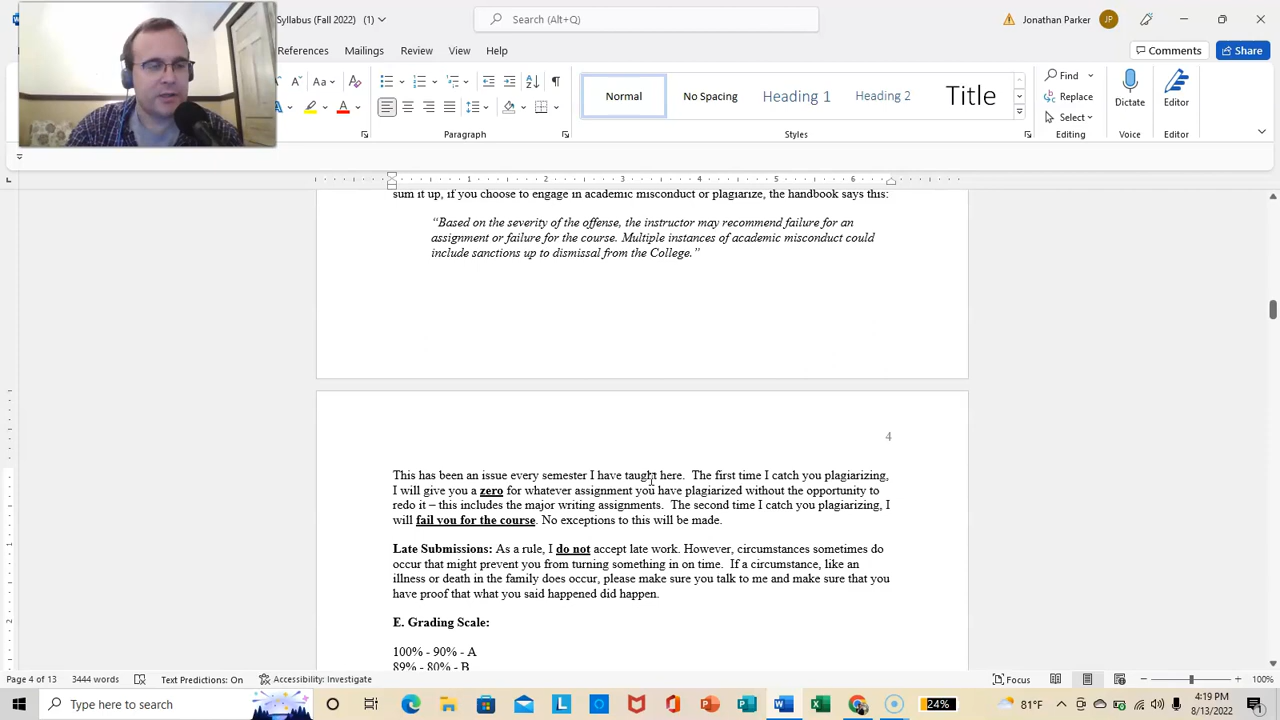 Syllabus (Fall 2022)
(1)
Search (Alt+Q)
Jonathan Parker
JP
References
Mailings
Review
View
Help
Comments
Share
Aa
Normal
No Spacing
Heading 1
Heading 2
Title
Find
Replace
Select
Dictate
Editor
Paragraph
Styles
Editing
Voice
Editor
1 2 3 4 5 6
sum it up, if you choose to engage in academic misconduct or plagiarize, the handbook says this:
“Based on the severity of the offense, the instructor may recommend failure for an
assignment or failure for the course. Multiple instances of academic misconduct could
include sanctions up to dismissal from the College.”
4
This has been an issue every semester I have taught here. The first time I catch you plagiarizing,
I will give you a zero for whatever assignment you have plagiarized without the opportunity to
redo it – this includes the major writing assignments. The second time I catch you plagiarizing, I
will fail you for the course. No exceptions to this will be made.
Late Submissions: As a rule, I do not accept late work. However, circumstances sometimes do
occur that might prevent you from turning something in on time. If a circumstance, like an
illness or death in the family does occur, please make sure you talk to me and make sure that you
have proof that what you said happened did happen.
E. Grading Scale:
100% - 90% - A
89% - 80% - B
Page 4 of 13
3444 words
Text Predictions: On
Accessibility: Investigate
Focus
100%
Type here to search
24%
81°F
4:19 PM
8/13/2022